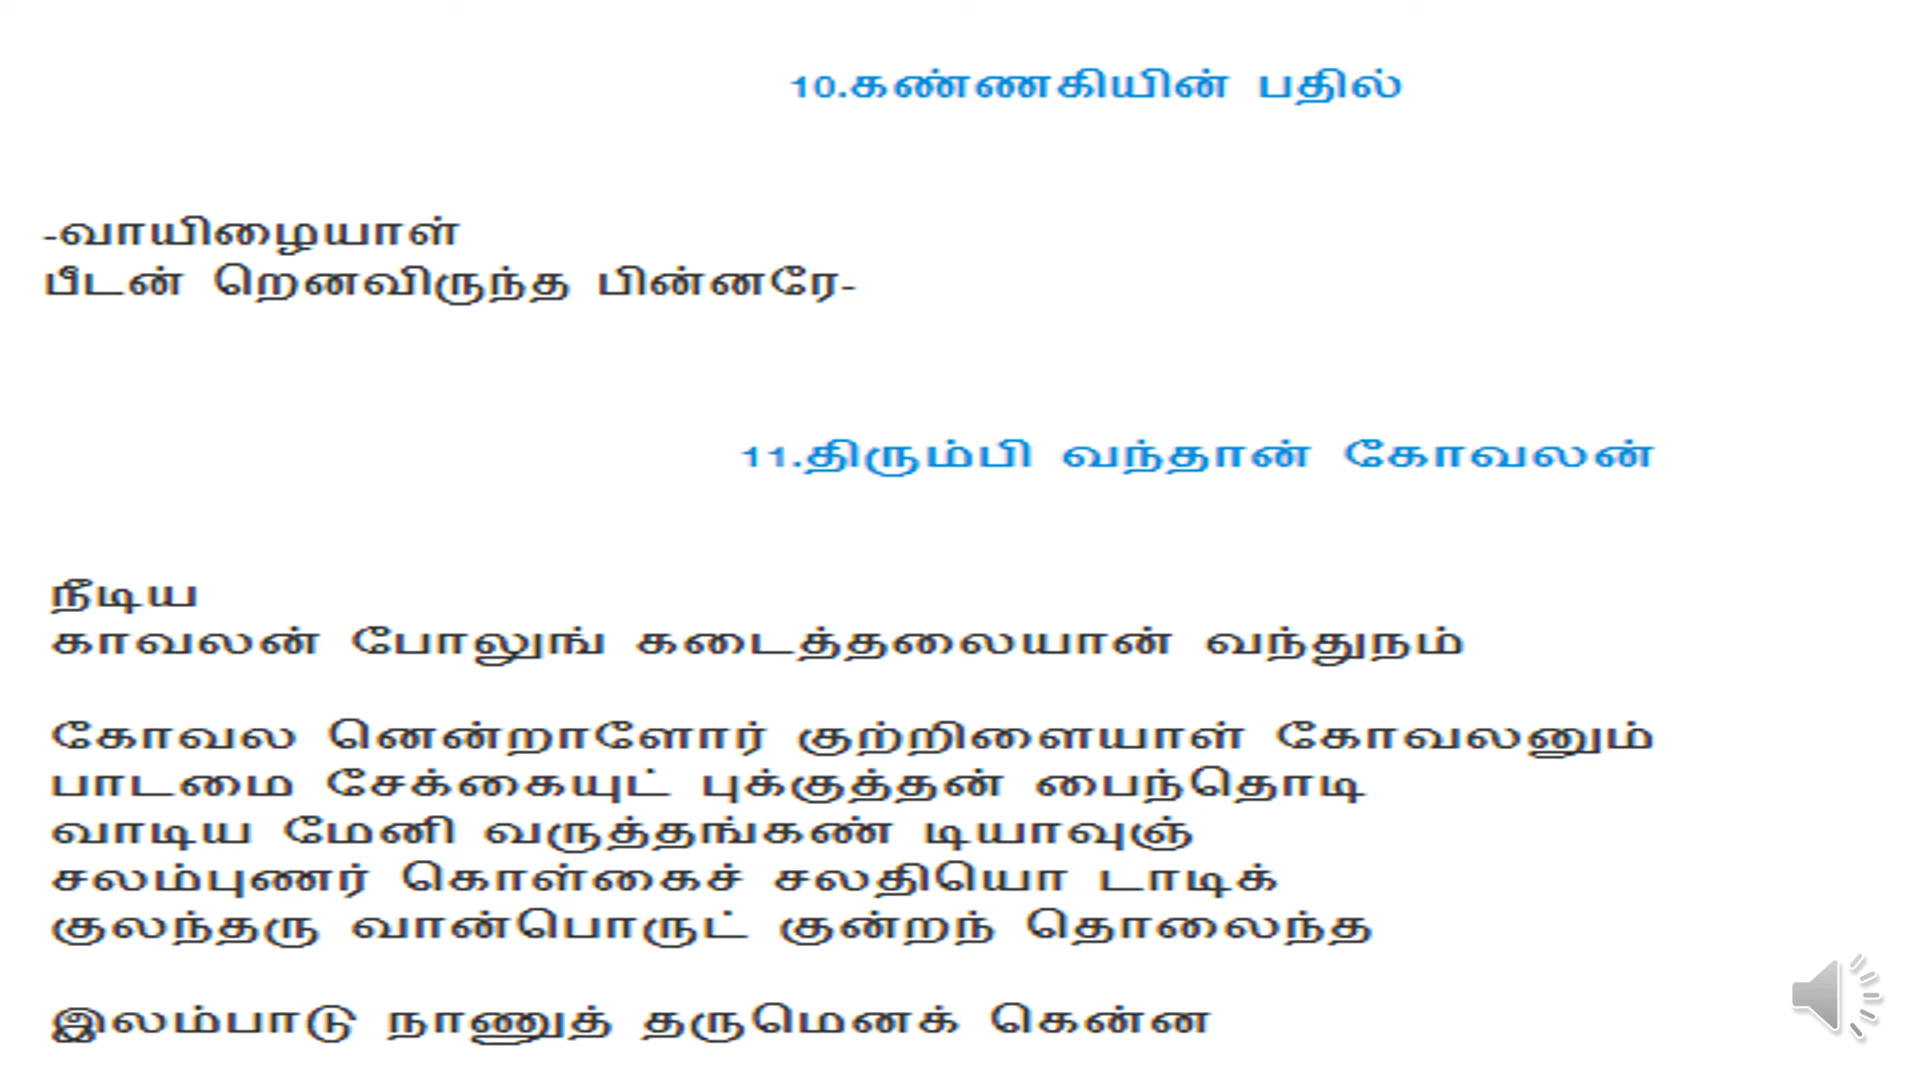 10.கண்ணகியின் பதில்
-வாயிழையாள்
பீடன் றெனவிருந்த பின்னரே-
11.திரும்பி வந்தான் கோவலன்
நீடிய
காவலன் போலுங் கடைத்தலையான் வந்துநம்
கோவல னென்றாளோர் குற்றிளையாள் கோவலனும்
பாடமை சேக்கையுட் புக்குத்தன் பைந்தொடி
வாடிய மேனி வருத்தங்கண் டியாவுஞ்
சலம்புணர் கொள்கைச் சலதியொ டாடிக்
குலந்தரு வான்பொருட் குன்றந் தொலைந்த
இலம்பாடு நாணுத் தருமெனக் கென்ன